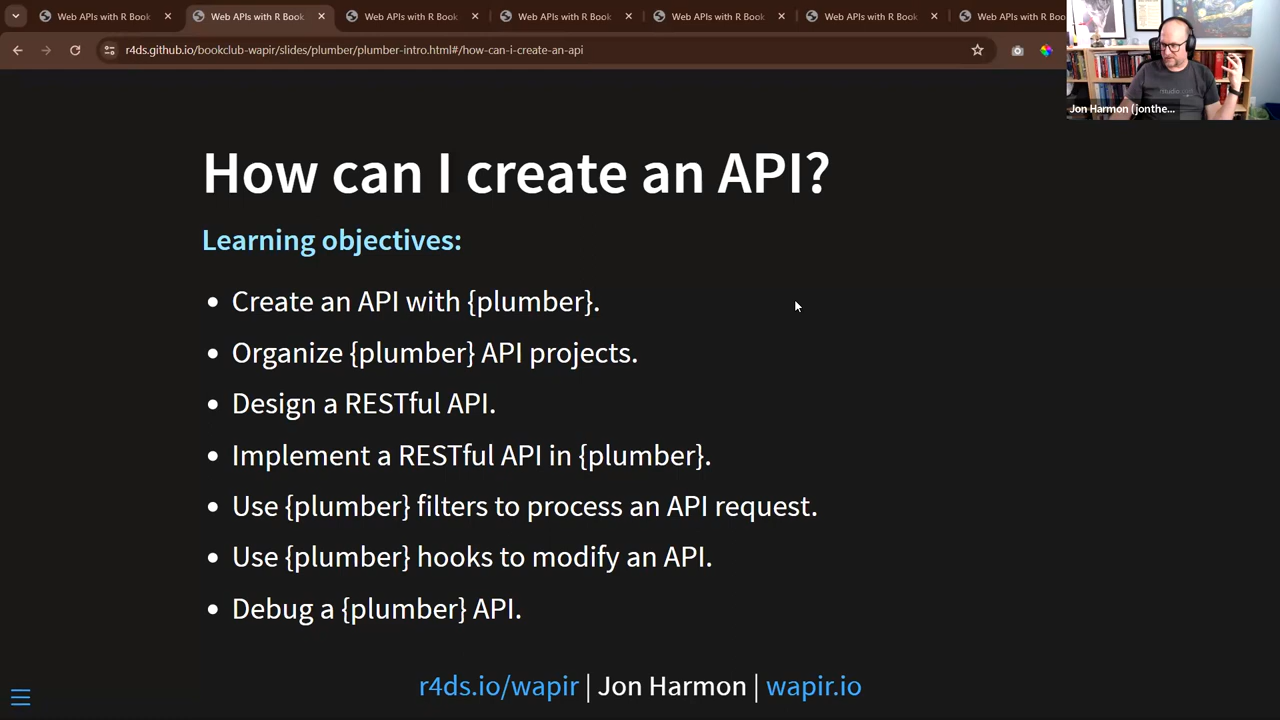 Web APIs with R Book
Web APIs with R Book
Web APIs with R Book
Web APIs with R Book
Web APIs with R Book
Web APIs with R Book
Web APIs with R Boo
r4ds.github.io/bookclub-wapir/slides/plumber/plumber-intro.html#/how-can-i-create-an-api
Jon Harmon (jonthe...
How can I create an API?
Learning objectives:
• Create an API with {plumber}.
• Organize {plumber} API projects.
• Design a RESTful API.
• Implement a RESTful API in {plumber}.
• Use {plumber} filters to process an API request.
• Use {plumber} hooks to modify an API.
• Debug a {plumber} API.
r4ds.io/wapir | Jon Harmon | wapir.io